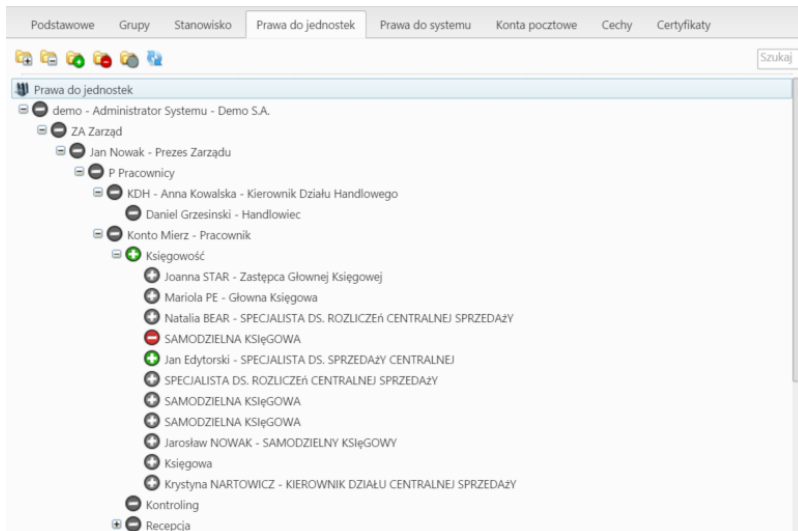 Podstawowe Grupy Stanowisko Prawa do jednostek Prawa do systemu Konta pocztowe Cechy Certyfikaty
Szukaj
Prawa do jednostek
demo - Administrator Systemu - Demo S.A.
ZA Zarząd
Jan Nowak - Prezes Zarządu
P Pracownicy
KDH - Anna Kowalska - Kierownik Działu Handlowego
Daniel Grzesinski - Handlowiec
Konto Mierz - Pracownik
Księgowość
Joanna STAR - Zastępca Głownej Księgowej
Mariola PE - Głowna Księgowa
Natalia BEAR - SPECJALISTA DS. ROZLICZEń CENTRALNEJ SPRZEDAżY
SAMODZIELNA KSIęGOWA
Jan Edytorski - SPECJALISTA DS. SPRZEDAżY CENTRALNEJ
SPECJALISTA DS. ROZLICZEń CENTRALNEJ SPRZEDAżY
SAMODZIELNA KSIęGOWA
SAMODZIELNA KSIęGOWA
Jarosław NOWAK - SAMODZIELNY KSIęGOWY
Księgowa
Krystyna NARTOWICZ - KIEROWNIK DZIAŁU CENTRALNEJ SPRZEDAżY
Kontroling
Recepcja